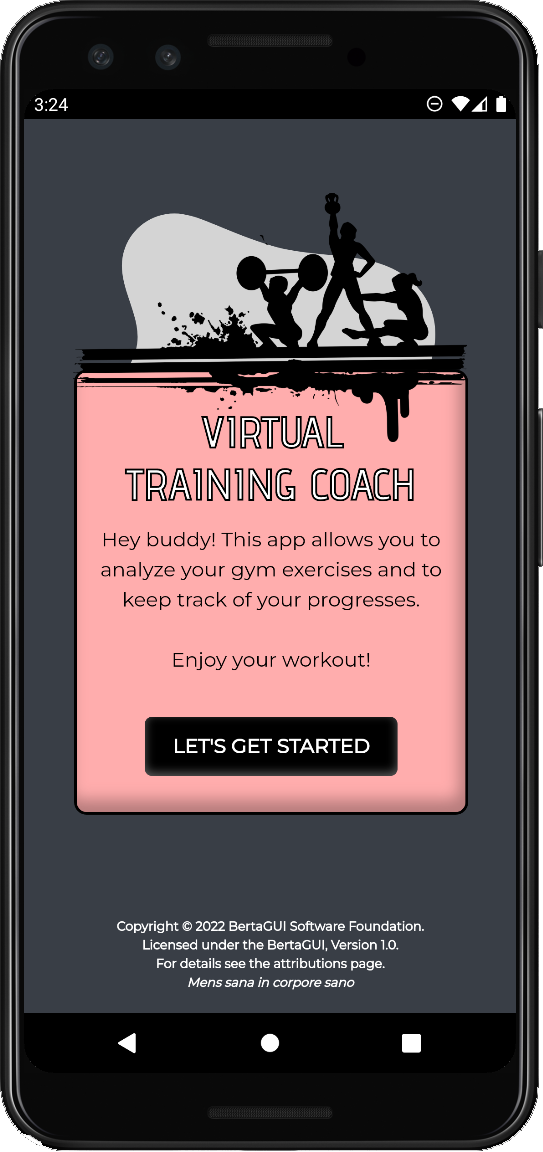 3:24
VIRTUAL
TRAINING COACH
Hey buddy! This app allows you to
analyze your gym exercises and to
keep track of your progresses.
Enjoy your workout!
LET'S GET STARTED
Copyright © 2022 BertaGUI Software Foundation.
Licensed under the BertaGUI, Version 1.0.
For details see the attributions page.
Mens sana in corpore sano